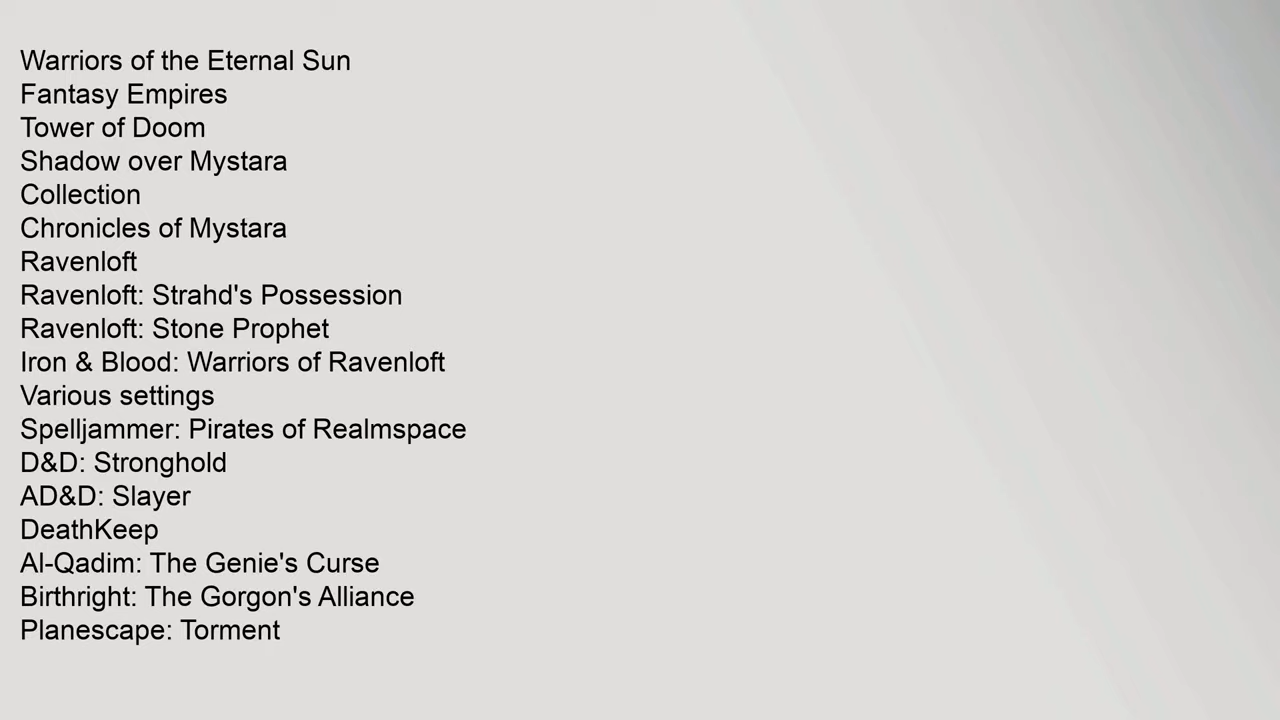 Warriors of the Eternal Sun
Fantasy Empires
Tower of Doom
Shadow over Mystara
Collection
Chronicles of Mystara
Ravenloft
Ravenloft: Strahd's Possession
Ravenloft: Stone Prophet
Iron & Blood: Warriors of Ravenloft
Various settings
Spelljammer: Pirates of Realmspace
D&D: Stronghold
AD&D: Slayer
DeathKeep
Al-Qadim: The Genie's Curse
Birthright: The Gorgon's Alliance
Planescape: Torment